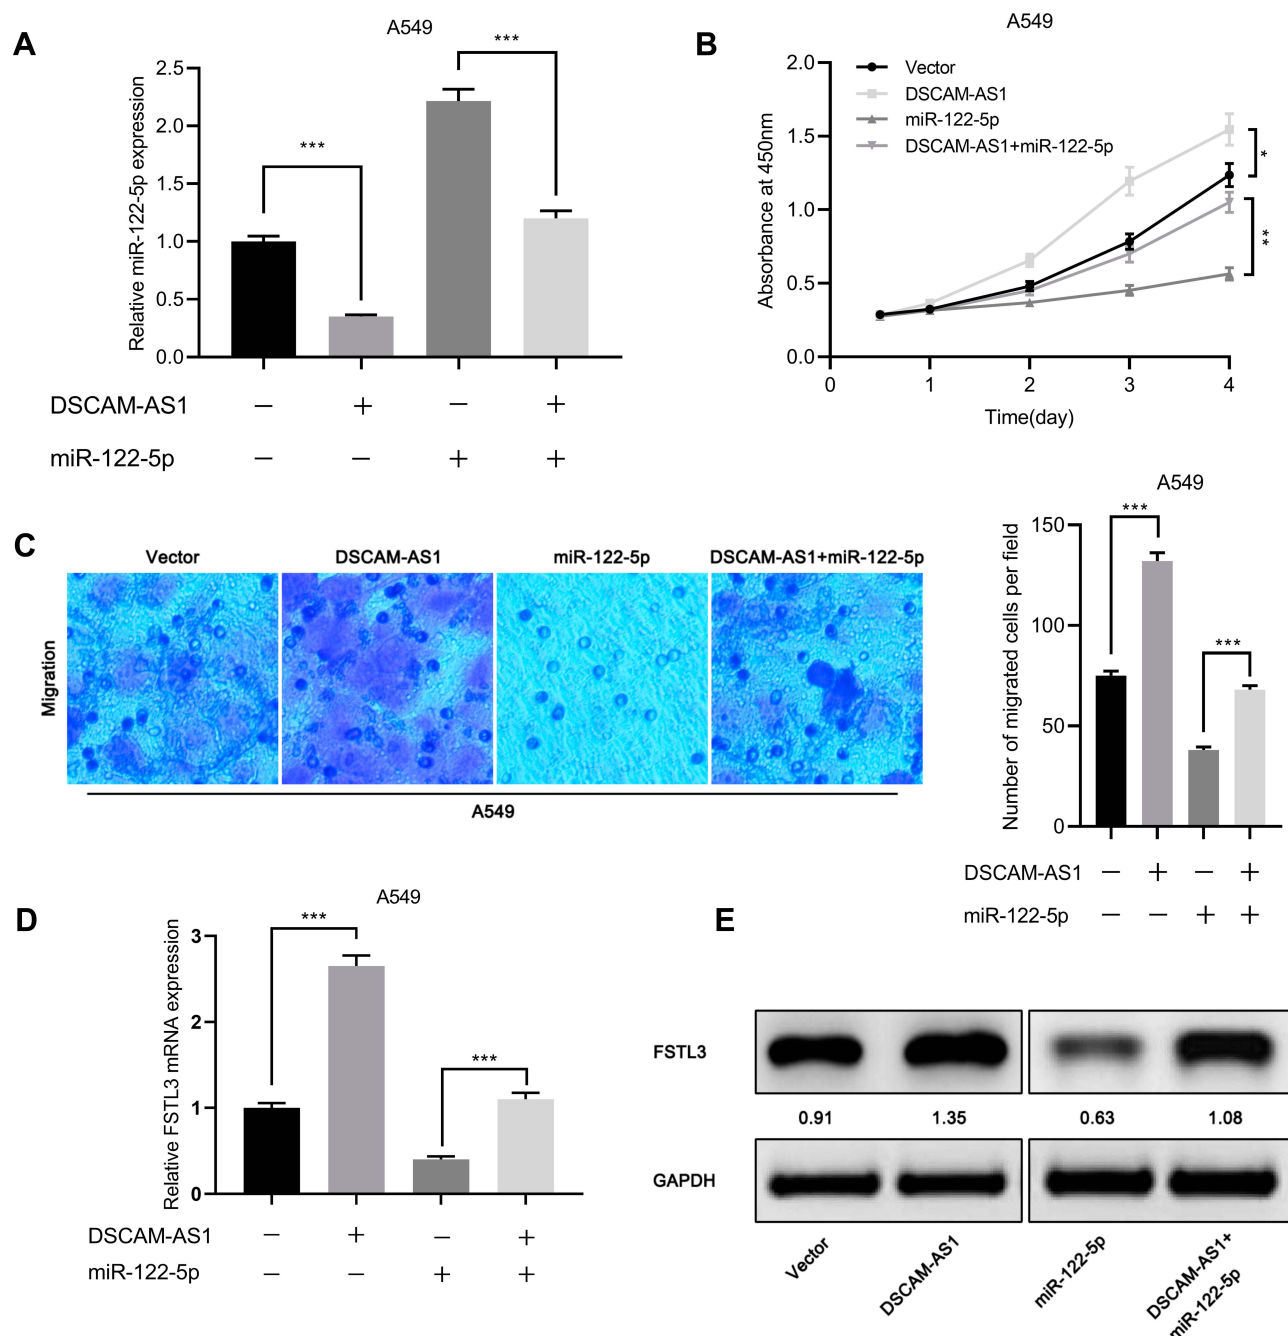 A
A549
Relative miR-122-5p expression
2.5
2.0
1.5
1.0
0.5
0.0
***
***
DSCAM-AS1 − + − +
miR-122-5p − − + +
B
A549
Absorbance at 450nm
2.0
1.5
1.0
0.5
0.0
Vector
DSCAM-AS1
miR-122-5p
DSCAM-AS1+miR-122-5p
*
**
0 1 2 3 4
Time(day)
C
Vector DSCAM-AS1 miR-122-5p DSCAM-AS1+miR-122-5p
Migration
A549
A549
Number of migrated cells per field
150
100
50
0
***
***
DSCAM-AS1 − + − +
miR-122-5p − − + +
D
A549
Relative FSTL3 mRNA expression
3
2
1
0
***
***
DSCAM-AS1 − + − +
miR-122-5p − − + +
E
FSTL3
0.91 1.35 0.63 1.08
GAPDH
Vector
DSCAM-AS1
miR-122-5p
DSCAM-AS1+
miR-122-5p